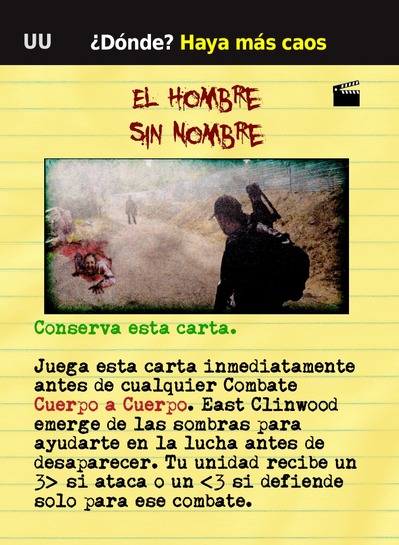 UU ¿Dónde? Haya más caos
EL HOMBRE
SIN NOMBRE
Conserva esta carta.
Juega esta carta inmediatamente
antes de cualquier Combate
Cuerpo a Cuerpo. East Clinwood
emerge de las sombras para
ayudarte en la lucha antes de
desaparecer. Tu unidad recibe un
3> si ataca o un <3 si defiende
solo para ese combate.